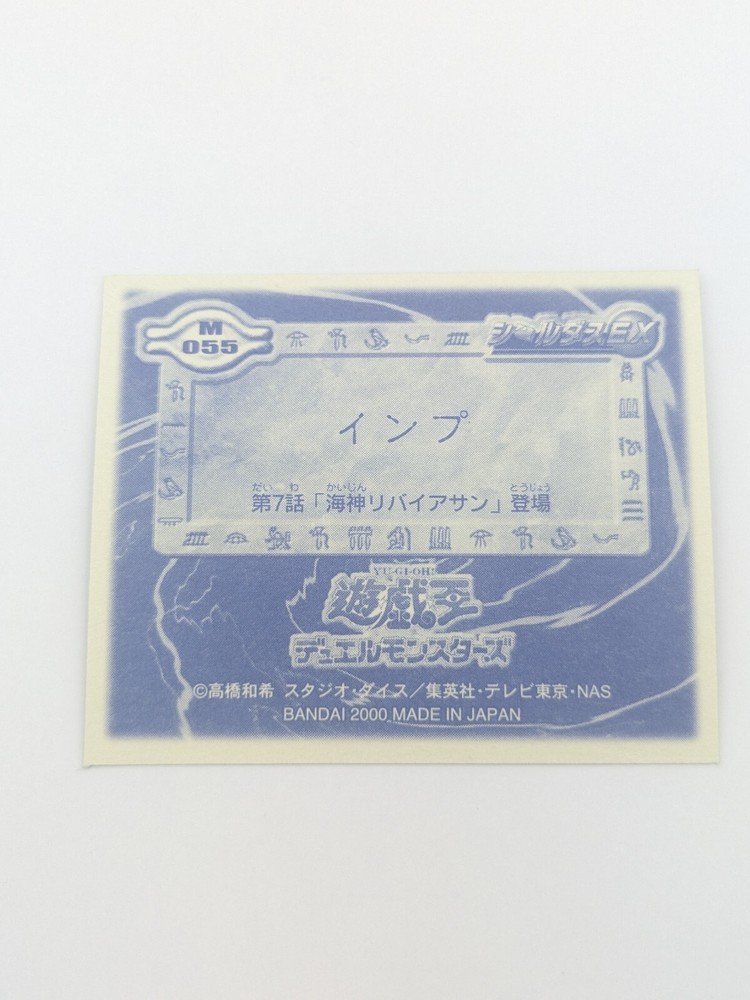 M
055
シールダスEX
インプ
だい わ かいじん とうじょう
第7話「海神リバイアサン」登場
YU-GI-OH!
遊戯王
デュエルモンスターズ
©高橋和希 スタジオ・ダイス／集英社・テレビ東京・NAS
BANDAI 2000 MADE IN JAPAN